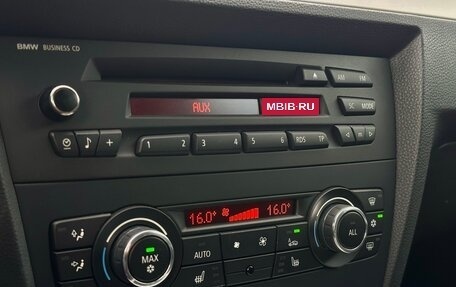 BMW BUSINESS CD
AM FM
AUX MBIB·RU
SC MODE
1 2 3 4 5 6 RDS TP
16.0° 16.0°
MAX AUTO ALL